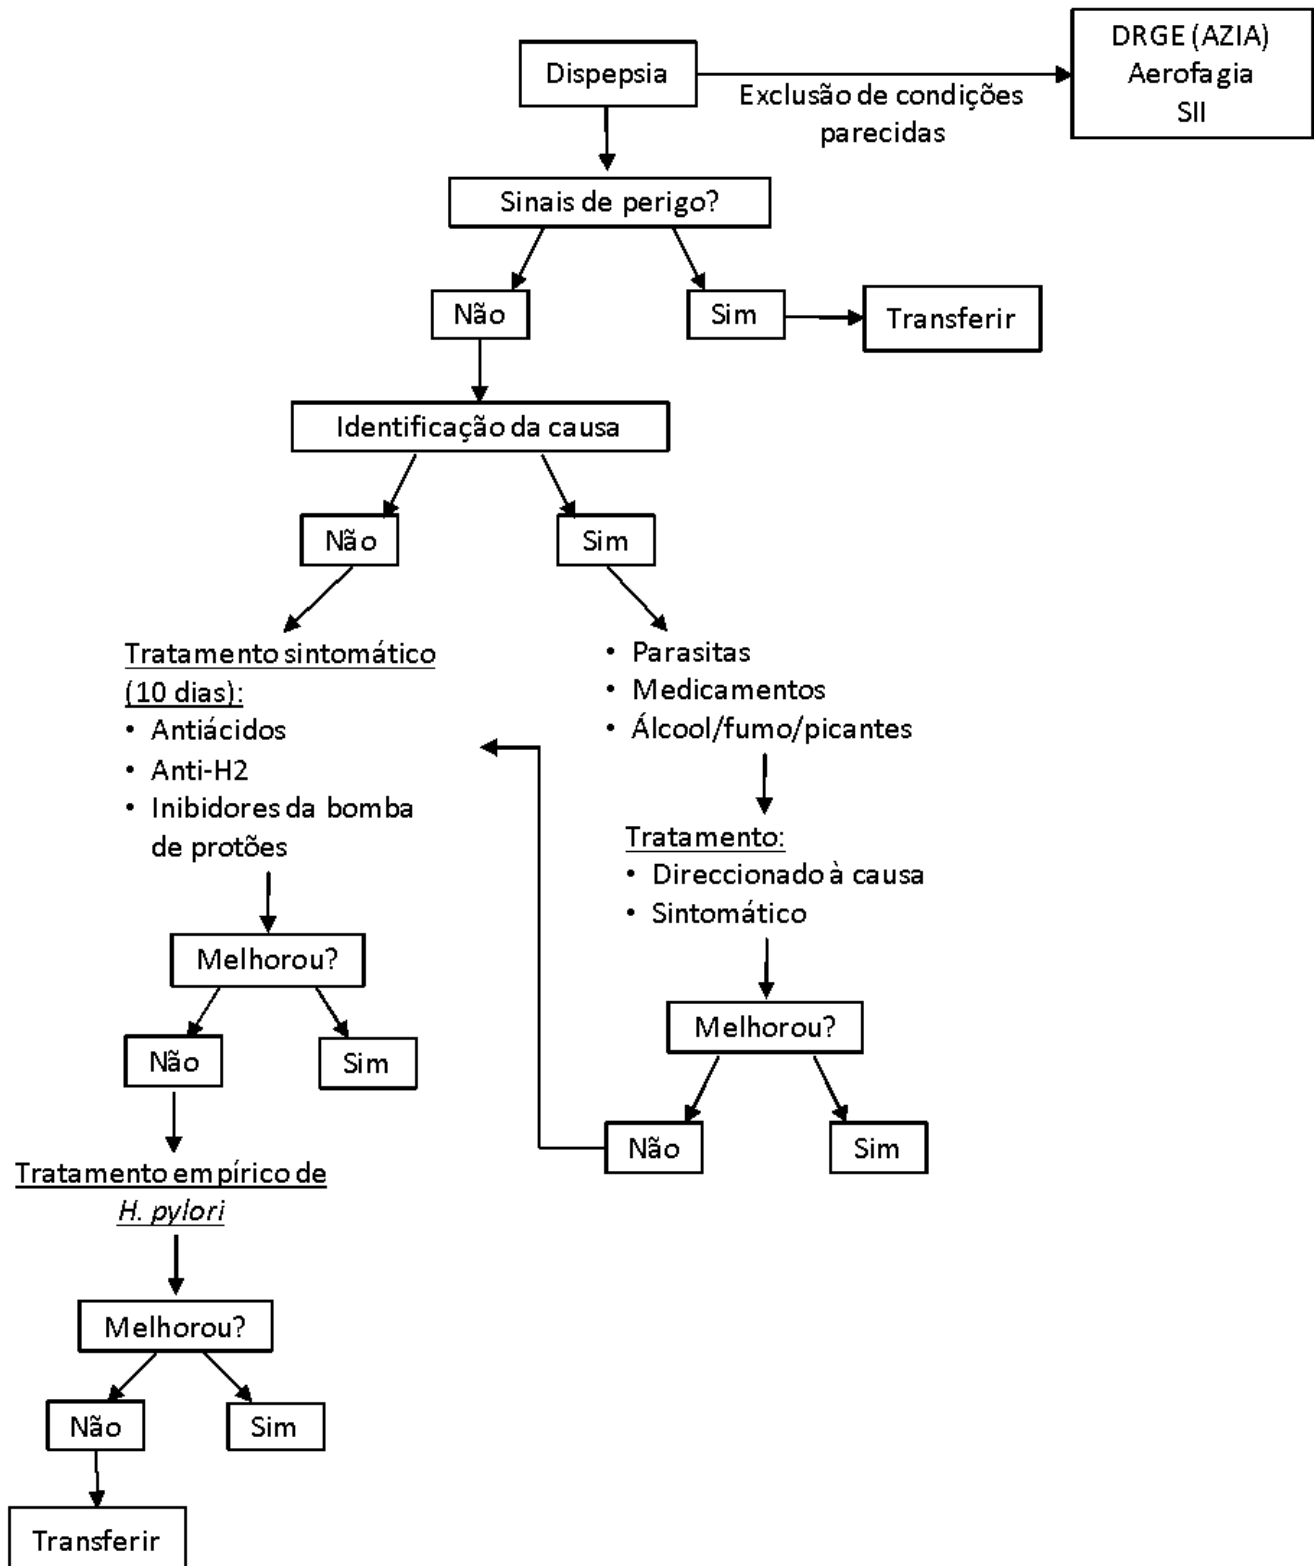 Dispepsia
Exclusão de condições
parecidas
DRGE (AZIA)
Aerofagia
SII
Sinais de perigo?
Não
Sim
Transferir
Identificação da causa
Não
Sim
Tratamento sintomático
(10 dias):
• Antiácidos
• Anti-H2
• Inibidores da bomba
de protões
• Parasitas
• Medicamentos
• Álcool/fumo/picantes
Tratamento:
• Direccionado à causa
• Sintomático
Melhorou?
Não
Sim
Melhorou?
Não
Sim
Tratamento empírico de
H. pylori
Melhorou?
Não
Sim
Transferir